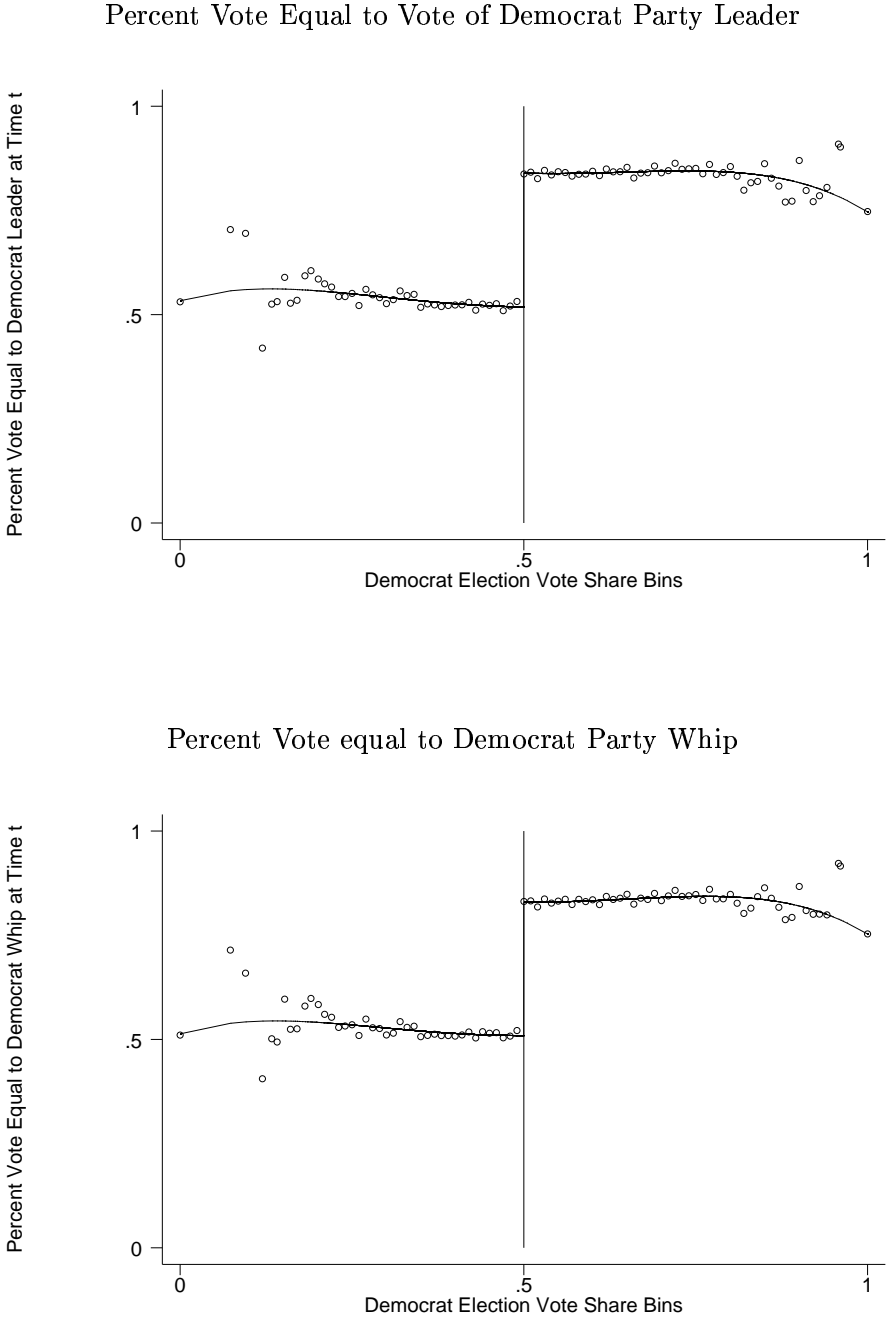 Percent Vote Equal to Vote of Democrat Party Leader
Percent Vote Equal to Democrat Leader at Time t
1
.5
0
0
.5
1
Democrat Election Vote Share Bins
Percent Vote equal to Democrat Party Whip
Percent Vote Equal to Democrat Whip at Time t
1
.5
0
0
.5
1
Democrat Election Vote Share Bins